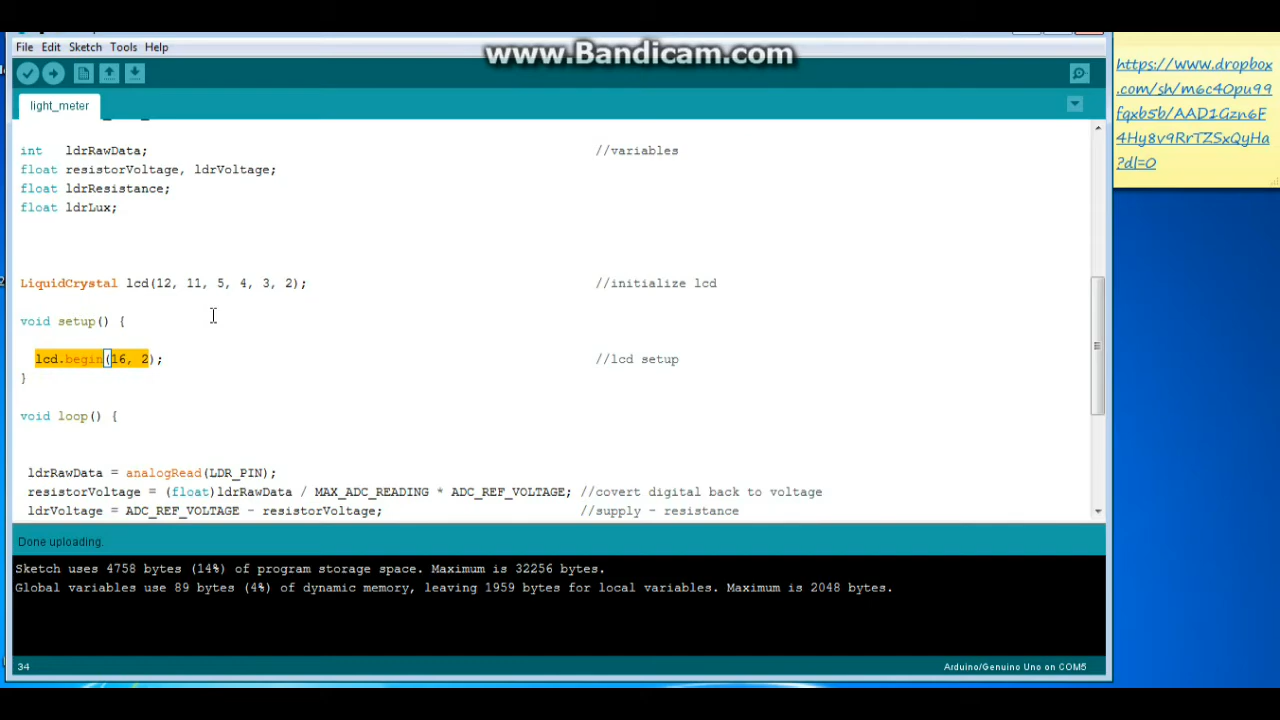 File Edit Sketch Tools Help
www.Bandicam.com
light_meter
int ldrRawData; //variables
float resistorVoltage, ldrVoltage;
float ldrResistance;
float ldrLux;
LiquidCrystal lcd(12, 11, 5, 4, 3, 2); //initialize lcd
void setup() {
lcd.begin(16, 2); //lcd setup
}
void loop() {
ldrRawData = analogRead(LDR_PIN);
resistorVoltage = (float)ldrRawData / MAX_ADC_READING * ADC_REF_VOLTAGE; //covert digital back to voltage
ldrVoltage = ADC_REF_VOLTAGE - resistorVoltage; //supply - resistance
Done uploading.
Sketch uses 4758 bytes (14%) of program storage space. Maximum is 32256 bytes.
Global variables use 89 bytes (4%) of dynamic memory, leaving 1959 bytes for local variables. Maximum is 2048 bytes.
34 Arduino/Genuino Uno on COM5
https://www.dropbox
.com/sh/m6c40pu99
fqxb5b/AAD1Gzn6F
4Hy8v9RrTZSxQyHa
?dl=0